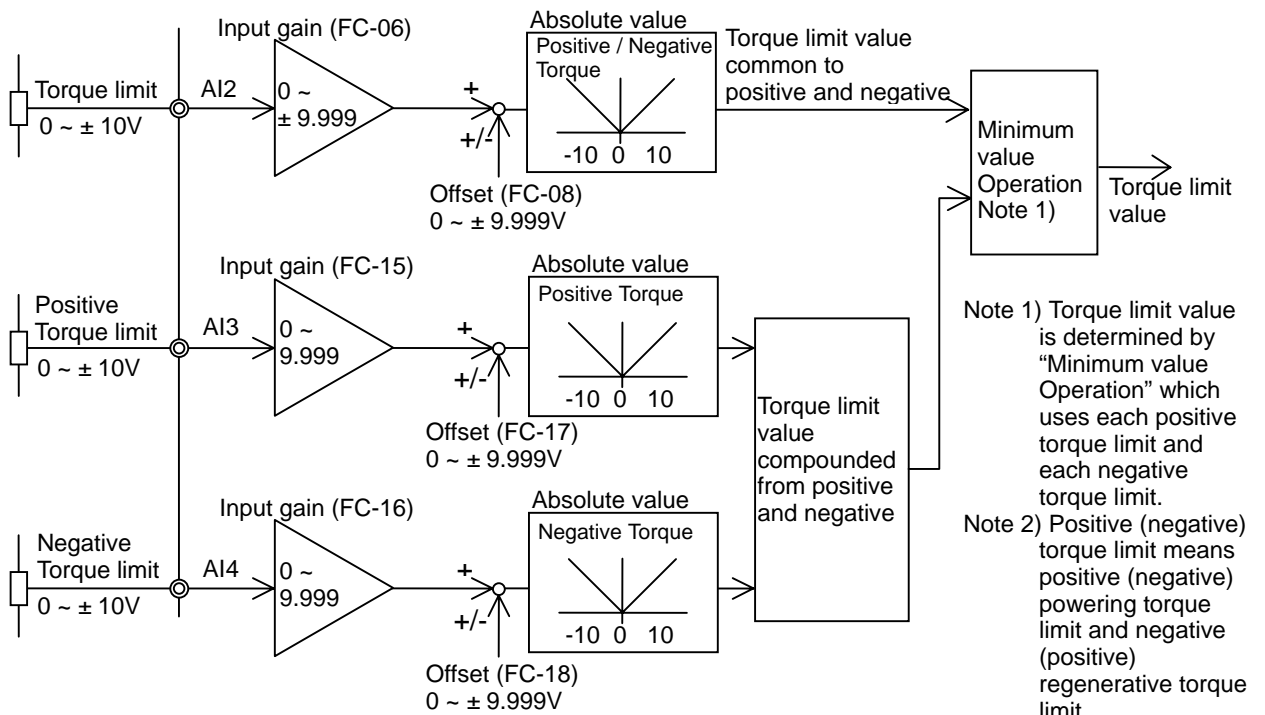 Input gain (FC-06)
Absolute value
Torque limit
0 ~ ± 10V
AI2
0 ~
± 9.999
+
+/-
Offset (FC-08)
0 ~ ± 9.999V
Positive / Negative
Torque
-10 0 10
Torque limit value
common to
positive and negative
Minimum
value
Operation
Note 1)
Torque limit
value
Input gain (FC-15)
Absolute value
Positive
Torque limit
0 ~ ± 10V
AI3
0 ~
9.999
+
+/-
Offset (FC-17)
0 ~ ± 9.999V
Positive Torque
-10 0 10
Torque limit
value
compounded
from positive
and negative
Input gain (FC-16)
Absolute value
Negative
Torque limit
0 ~ ± 10V
AI4
0 ~
9.999
+
+/-
Offset (FC-18)
0 ~ ± 9.999V
Negative Torque
-10 0 10
Note 1) Torque limit value
is determined by
“Minimum value
Operation” which
uses each positive
torque limit and
each negative
torque limit.
Note 2) Positive (negative)
torque limit means
positive (negative)
powering torque
limit and negative
(positive)
regenerative torque
limit